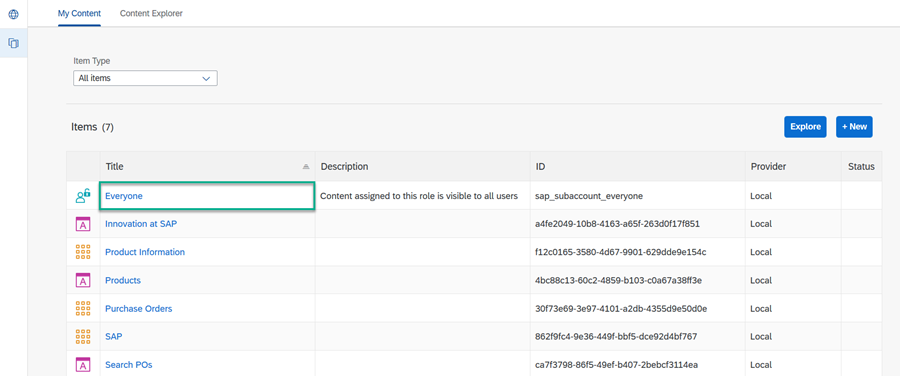 My Content Content Explorer
Item Type
All items
Items (7) Explore + New
Title Description ID Provider Status
Everyone Content assigned to this role is visible to all users sap_subaccount_everyone Local
A Innovation at SAP a4fe2049-10b8-4163-a65f-263d0f17f851 Local
Product Information f12c0165-3580-4d67-9901-629dde9e154c Local
A Products 4bc88c13-60c2-4859-b103-c0a67a38ff3e Local
Purchase Orders 30f73e69-3e97-4101-a2db-4355d9e50d0e Local
SAP 862f9fc4-9e36-449f-bbf5-dce92d4bf767 Local
A Search POs ca7f3798-86f5-49ef-b407-2bebcf3114ea Local